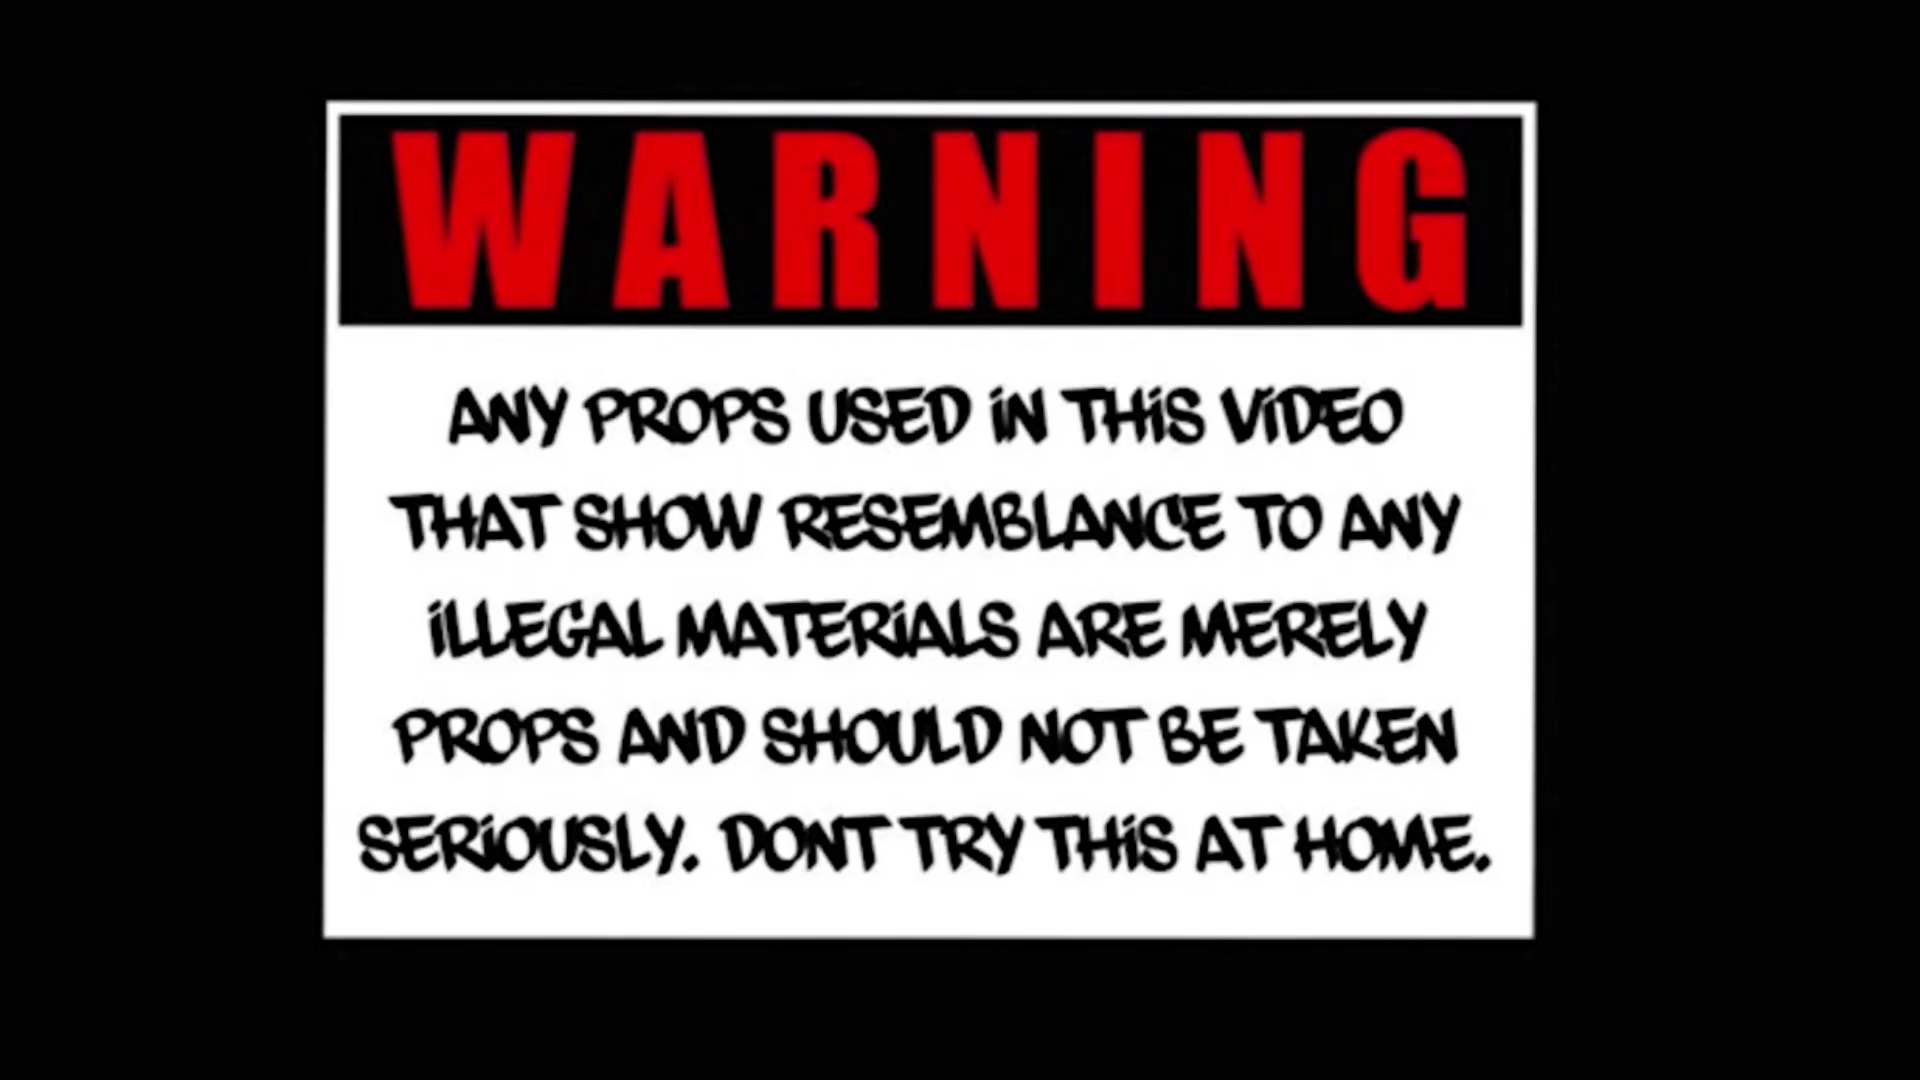 WARNING
ANY PROPS USED IN THIS VIDEO
THAT SHOW RESEMBLANCE TO ANY
ILLEGAL MATERIALS ARE MERELY
PROPS AND SHOULD NOT BE TAKEN
SERIOUSLY. DONT TRY THIS AT HOME.